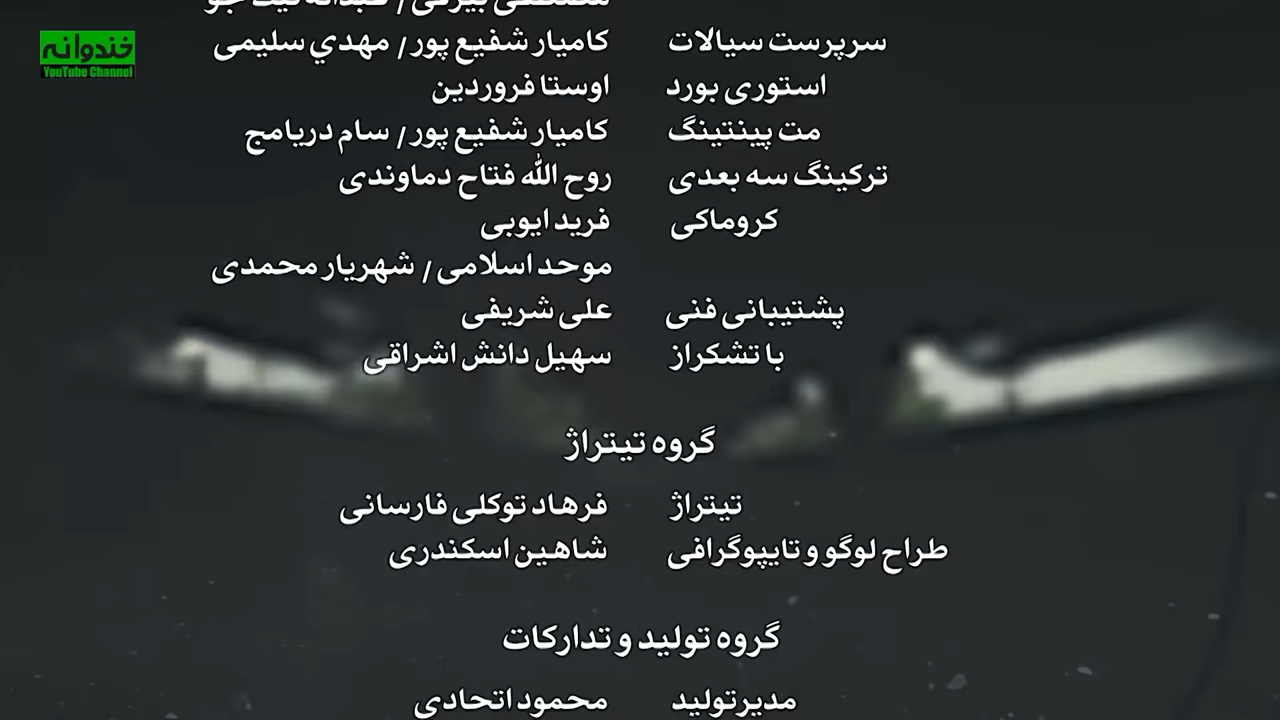 خندوانه
YouTube Channel
سرپرست سیالات کامیار شفیع پور / مهدي سلیمی
استوری بورد اوستا فروردین
مت پینتینگ کامیار شفیع پور / سام دریامج
ترکینگ سه بعدی روح الله فتاح دماوندی
کروماکی فرید ایوبی
موحد اسلامی / شهریار محمدی
پشتیبانی فنی علی شریفی
با تشکراز سهیل دانش اشراقی
گروه تیتراژ
تیتراژ فرهاد توکلی فارسانی
طراح لوگو و تایپوگرافی شاهین اسکندری
گروه تولید و تدارکات
مدیرتولید محمود اتحادی